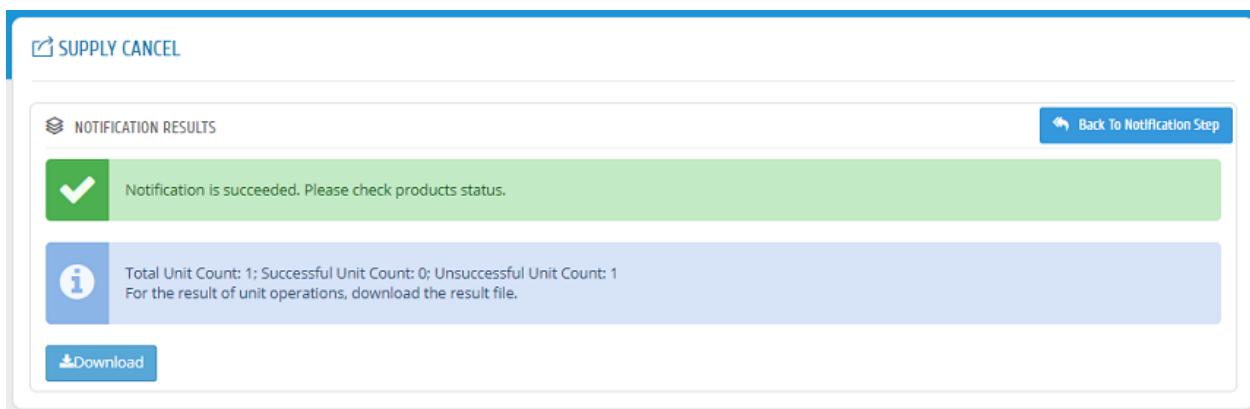 SUPPLY CANCEL
NOTIFICATION RESULTS
Back To Notification Step
Notification is succeeded. Please check products status.
Total Unit Count: 1; Successful Unit Count: 0; Unsuccessful Unit Count: 1
For the result of unit operations, download the result file.
Download